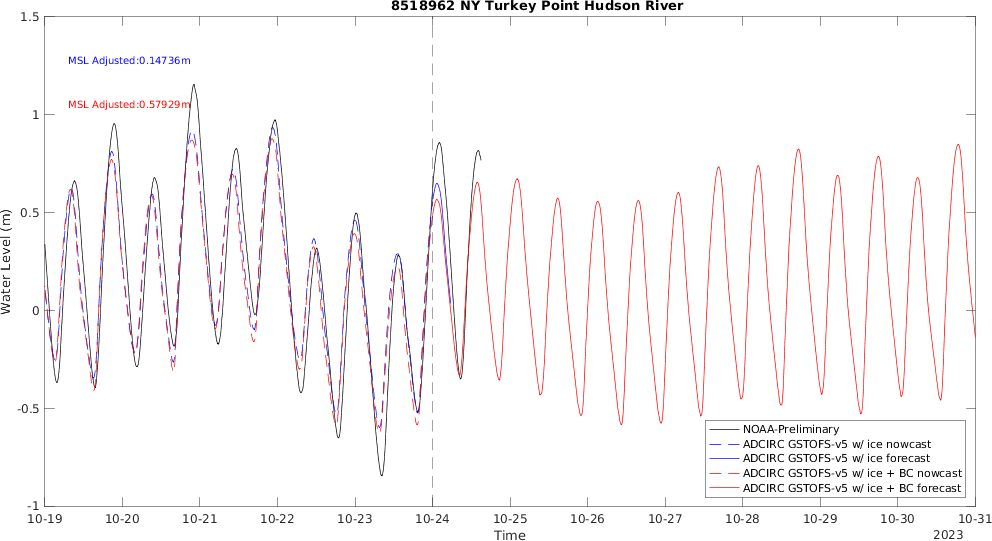 8518962 NY Turkey Point Hudson River
MSL Adjusted:0.14736m
MSL Adjusted:0.57929m
Water Level (m)
1.5
1
0.5
0
-0.5
-1
NOAA-Preliminary
ADCIRC GSTOFS-v5 w/ ice nowcast
ADCIRC GSTOFS-v5 w/ ice forecast
ADCIRC GSTOFS-v5 w/ ice + BC nowcast
ADCIRC GSTOFS-v5 w/ ice + BC forecast
10-19 10-20 10-21 10-22 10-23 10-24 10-25 10-26 10-27 10-28 10-29 10-30 10-31
Time
2023